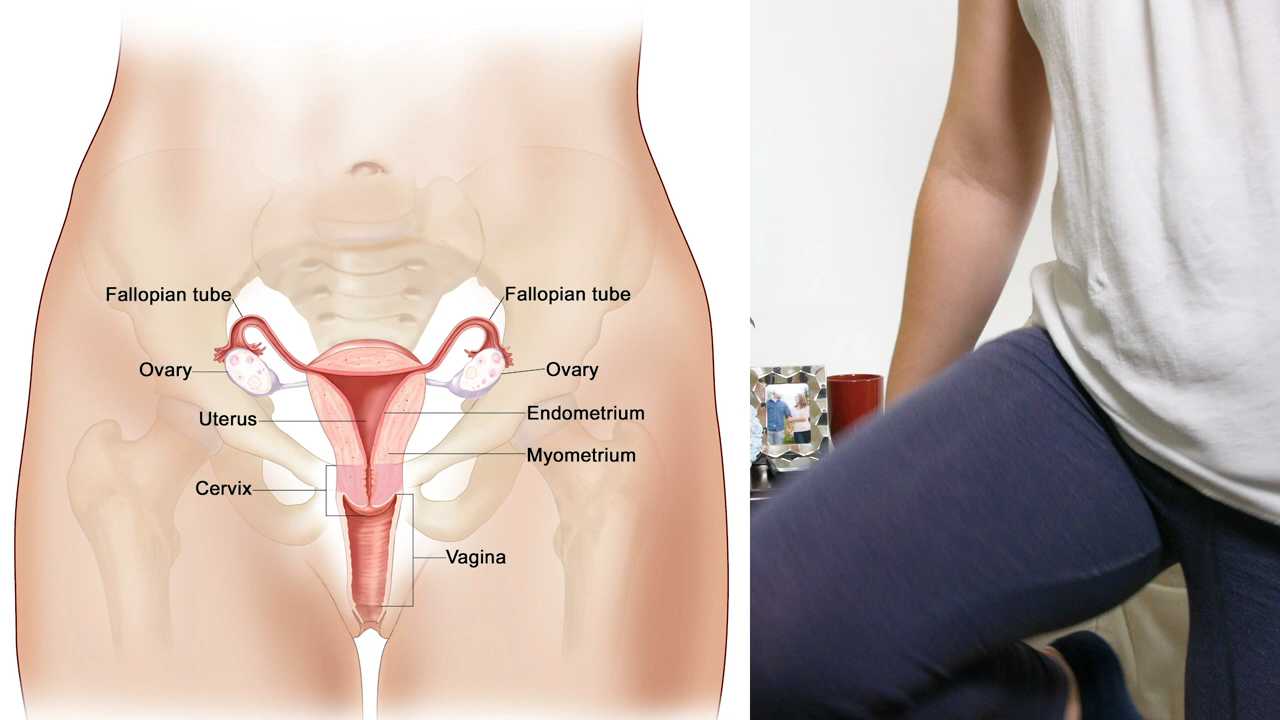 Fallopian tube
Fallopian tube
Ovary
Ovary
Uterus
Endometrium
Myometrium
Cervix
Vagina